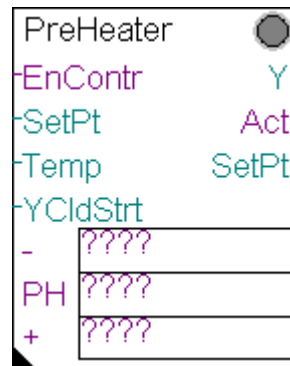 PreHeater
EnContr Y
SetPt Act
Temp SetPt
YCldStrt
- ????
PH ????
+ ????